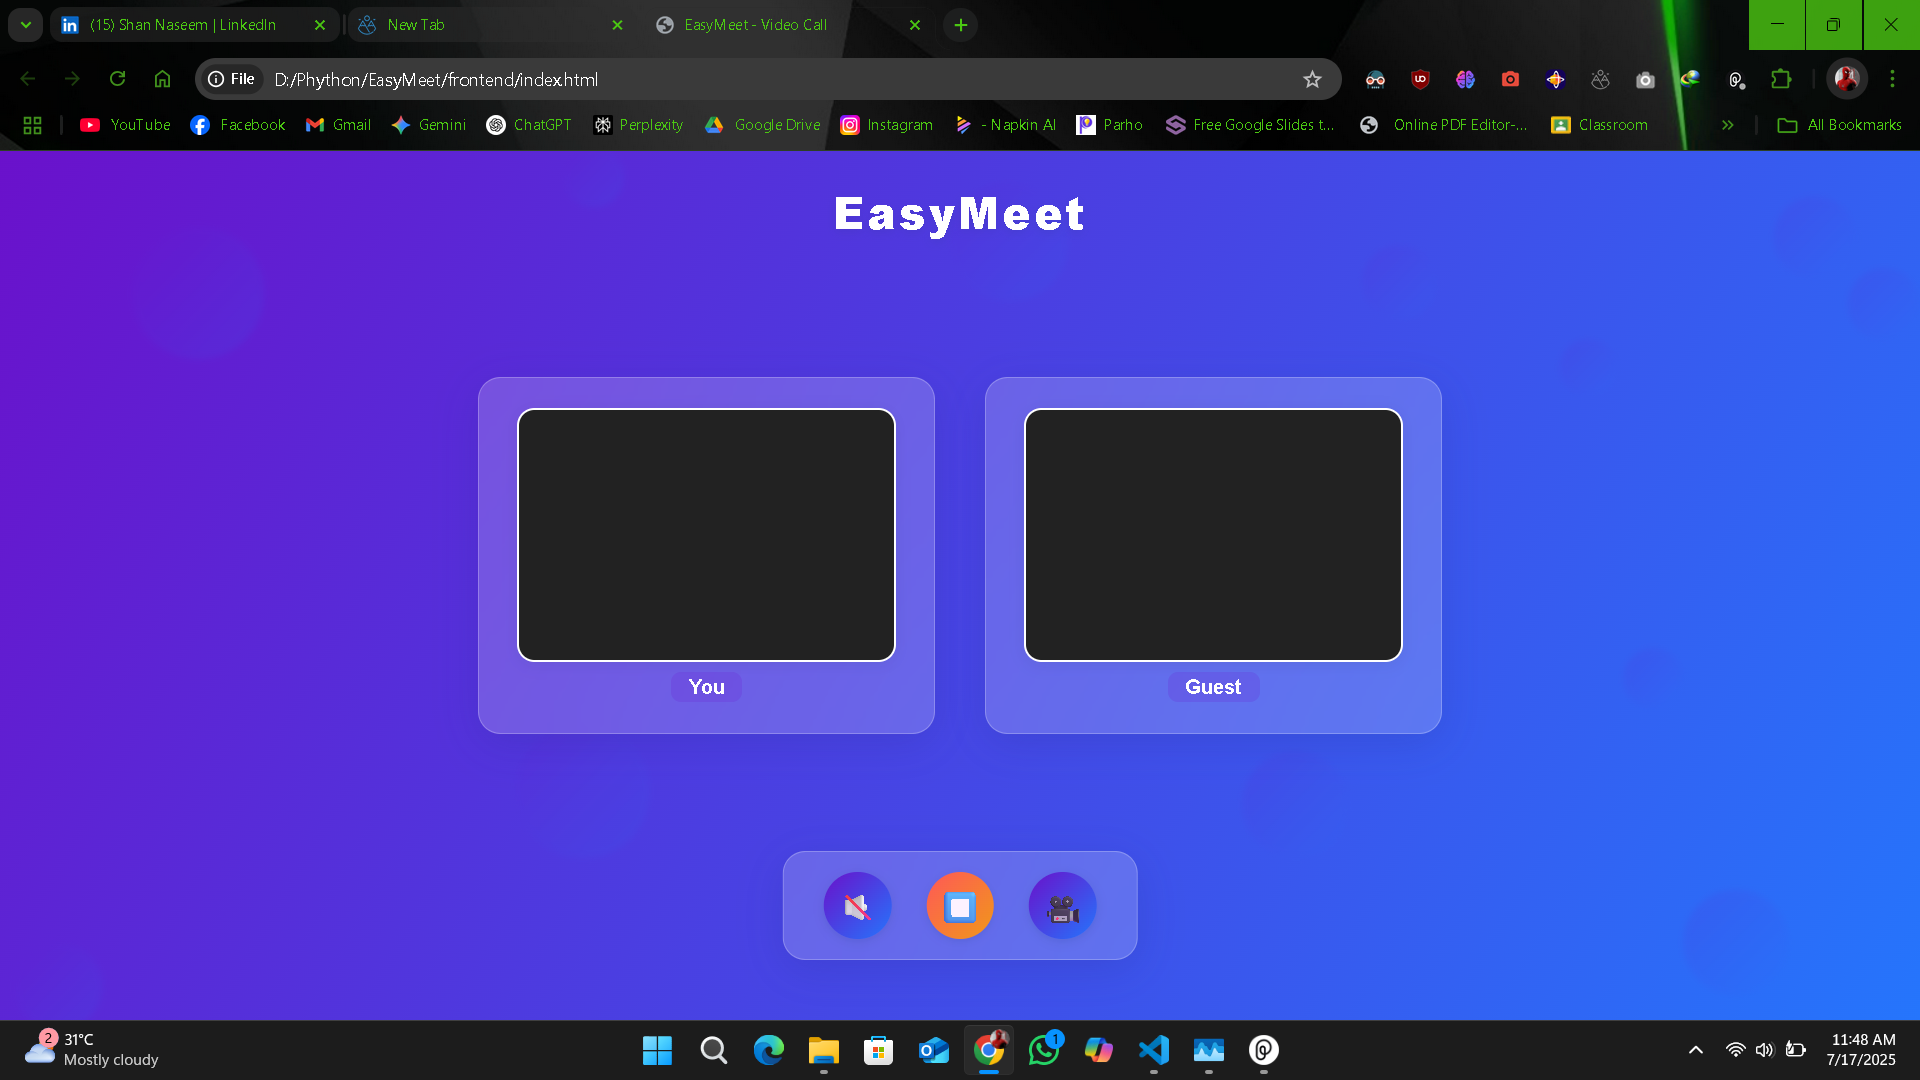 (15) Shan Naseem | LinkedIn
New Tab
EasyMeet - Video Call
File
D:/Phython/EasyMeet/frontend/index.html
YouTube
Facebook
Gmail
Gemini
ChatGPT
Perplexity
Google Drive
Instagram
- Napkin AI
Parho
Free Google Slides t...
Online PDF Editor-...
Classroom
All Bookmarks
EasyMeet
You
Guest
2
31°C
Mostly cloudy
1
11:48 AM
7/17/2025